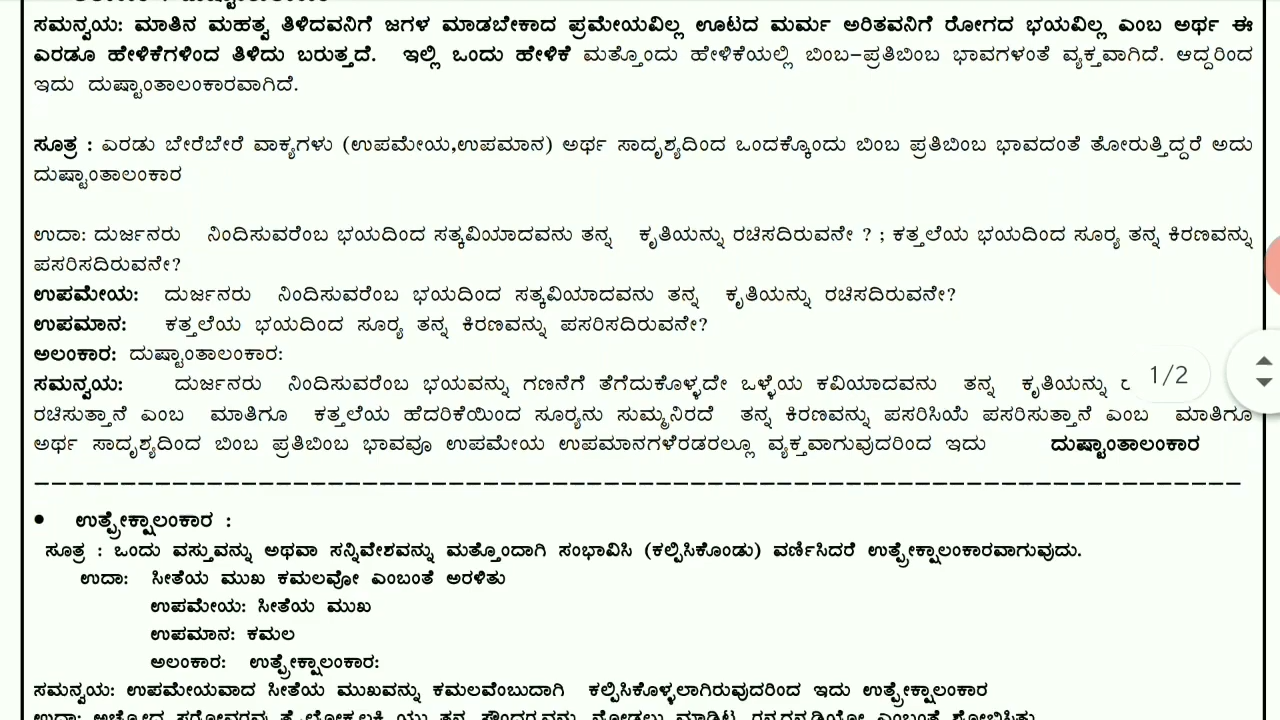 ಸಮನ್ವಯ: ಮಾತಿನ ಮಹತ್ವ ತಿಳಿದವನಿಗೆ ಜಗಳ ಮಾಡಬೇಕಾದ ಪ್ರಮೇಯವಿಲ್ಲ ಊಟದ ಮರ್ಮ ಅರಿತವನಿಗೆ ರೋಗದ ಭಯವಿಲ್ಲ ಎಂಬ ಅರ್ಥ ಈ
ಎರಡೂ ಹೇಳಿಕೆಗಳಿಂದ ತಿಳಿದು ಬರುತ್ತದೆ. ಇಲ್ಲಿ ಒಂದು ಹೇಳಿಕೆ ಮತ್ತೊಂದು ಹೇಳಿಕೆಯಲ್ಲಿ ಬಿಂಬ-ಪ್ರತಿಬಿಂಬ ಭಾವಗಳಂತೆ ವ್ಯಕ್ತವಾಗಿದೆ. ಆದ್ದರಿಂದ
ಇದು ದುಷ್ಟಾಂತಾಲಂಕಾರವಾಗಿದೆ.
ಸೂತ್ರ : ಎರಡು ಬೇರೆಬೇರೆ ವಾಕ್ಯಗಳು (ಉಪಮೇಯ,ಉಪಮಾನ) ಅರ್ಥ ಸಾದೃಶ್ಯದಿಂದ ಒಂದಕ್ಕೊಂದು ಬಿಂಬ ಪ್ರತಿಬಿಂಬ ಭಾವದಂತೆ ತೋರುತ್ತಿದ್ದರೆ ಅದು
ದುಷ್ಟಾಂತಾಲಂಕಾರ
ಉದಾ: ದುರ್ಜನರು ನಿಂದಿಸುವರೆಂಬ ಭಯದಿಂದ ಸತ್ಕವಿಯಾದವನು ತನ್ನ ಕೃತಿಯನ್ನು ರಚಿಸದಿರುವನೇ ? ; ಕತ್ತಲೆಯ ಭಯದಿಂದ ಸೂರ‍್ಯ ತನ್ನ ಕಿರಣವನ್ನು
ಪಸರಿಸದಿರುವನೇ?
ಉಪಮೇಯ: ದುರ್ಜನರು ನಿಂದಿಸುವರೆಂಬ ಭಯದಿಂದ ಸತ್ಕವಿಯಾದವನು ತನ್ನ ಕೃತಿಯನ್ನು ರಚಿಸದಿರುವನೇ?
ಉಪಮಾನ: ಕತ್ತಲೆಯ ಭಯದಿಂದ ಸೂರ‍್ಯ ತನ್ನ ಕಿರಣವನ್ನು ಪಸರಿಸದಿರುವನೇ?
ಅಲಂಕಾರ: ದುಷ್ಟಾಂತಾಲಂಕಾರ:
ಸಮನ್ವಯ: ದುರ್ಜನರು ನಿಂದಿಸುವರೆಂಬ ಭಯವನ್ನು ಗಣನೆಗೆ ತೆಗೆದುಕೊಳ್ಳದೇ ಒಳ್ಳೆಯ ಕವಿಯಾದವನು ತನ್ನ ಕೃತಿಯನ್ನು 1/2
ರಚಿಸುತ್ತಾನೆ ಎಂಬ ಮಾತಿಗೂ ಕತ್ತಲೆಯ ಹೆದರಿಕೆಯಿಂದ ಸೂರ‍್ಯನು ಸುಮ್ಮನಿರದೆ ತನ್ನ ಕಿರಣವನ್ನು ಪಸರಿಸಿಯೆ ಪಸರಿಸುತ್ತಾನೆ ಎಂಬ ಮಾತಿಗೂ
ಅರ್ಥ ಸಾದೃಶ್ಯದಿಂದ ಬಿಂಬ ಪ್ರತಿಬಿಂಬ ಭಾವವೂ ಉಪಮೇಯ ಉಪಮಾನಗಳೆರಡರಲ್ಲೂ ವ್ಯಕ್ತವಾಗುವುದರಿಂದ ಇದು ದುಷ್ಟಾಂತಾಲಂಕಾರ
• ಉತ್ಪ್ರೇಕ್ಷಾಲಂಕಾರ :
ಸೂತ್ರ : ಒಂದು ವಸ್ತುವನ್ನು ಅಥವಾ ಸನ್ನಿವೇಶವನ್ನು ಮತ್ತೊಂದಾಗಿ ಸಂಭಾವಿಸಿ (ಕಲ್ಪಿಸಿಕೊಂಡು) ವರ್ಣಿಸಿದರೆ ಉತ್ಪ್ರೇಕ್ಷಾಲಂಕಾರವಾಗುವುದು.
ಉದಾ: ಸೀತೆಯ ಮುಖ ಕಮಲವೋ ಎಂಬಂತೆ ಅರಳಿತು
ಉಪಮೇಯ: ಸೀತೆಯ ಮುಖ
ಉಪಮಾನ: ಕಮಲ
ಅಲಂಕಾರ: ಉತ್ಪ್ರೇಕ್ಷಾಲಂಕಾರ:
ಸಮನ್ವಯ: ಉಪಮೇಯವಾದ ಸೀತೆಯ ಮುಖವನ್ನು ಕಮಲವೆಂಬುದಾಗಿ ಕಲ್ಪಿಸಿಕೊಳ್ಳಲಾಗಿರುವುದರಿಂದ ಇದು ಉತ್ಪ್ರೇಕ್ಷಾಲಂಕಾರ